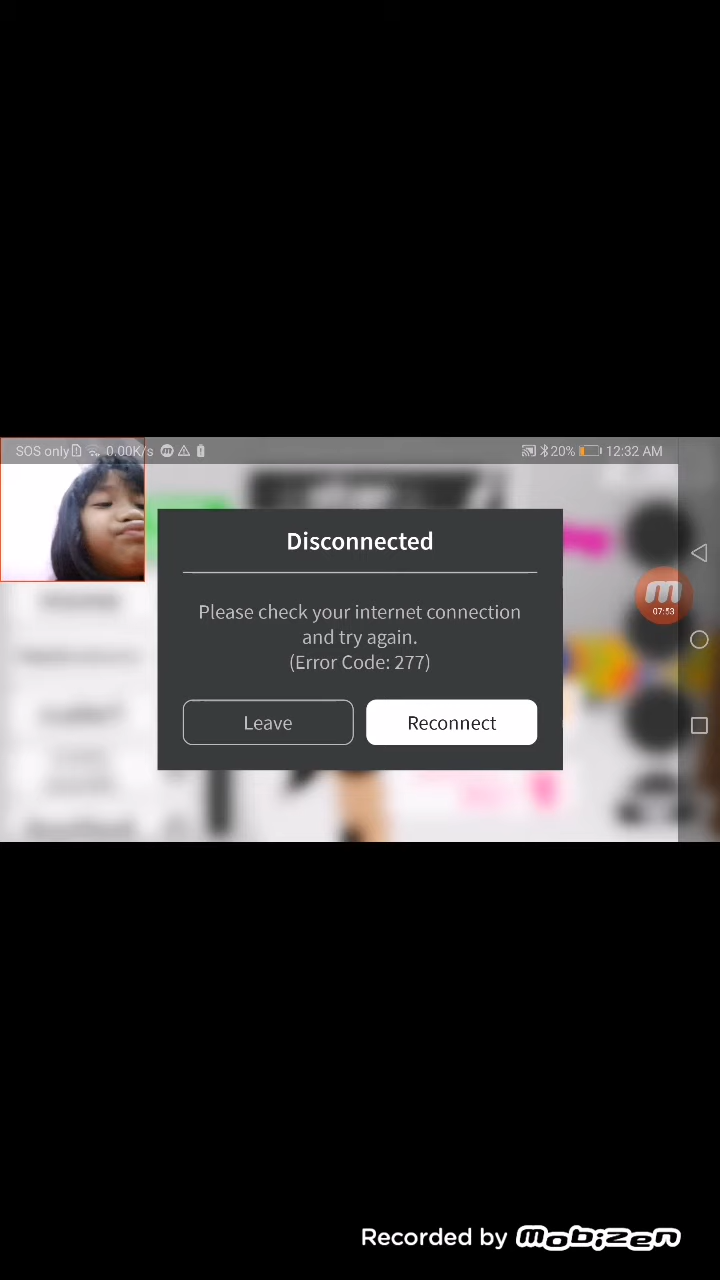 SOS only 0.00K/s 20% 12:32 AM
Disconnected
Please check your internet connection
and try again.
(Error Code: 277)
Leave Reconnect
07:53
Recorded by Mobizen